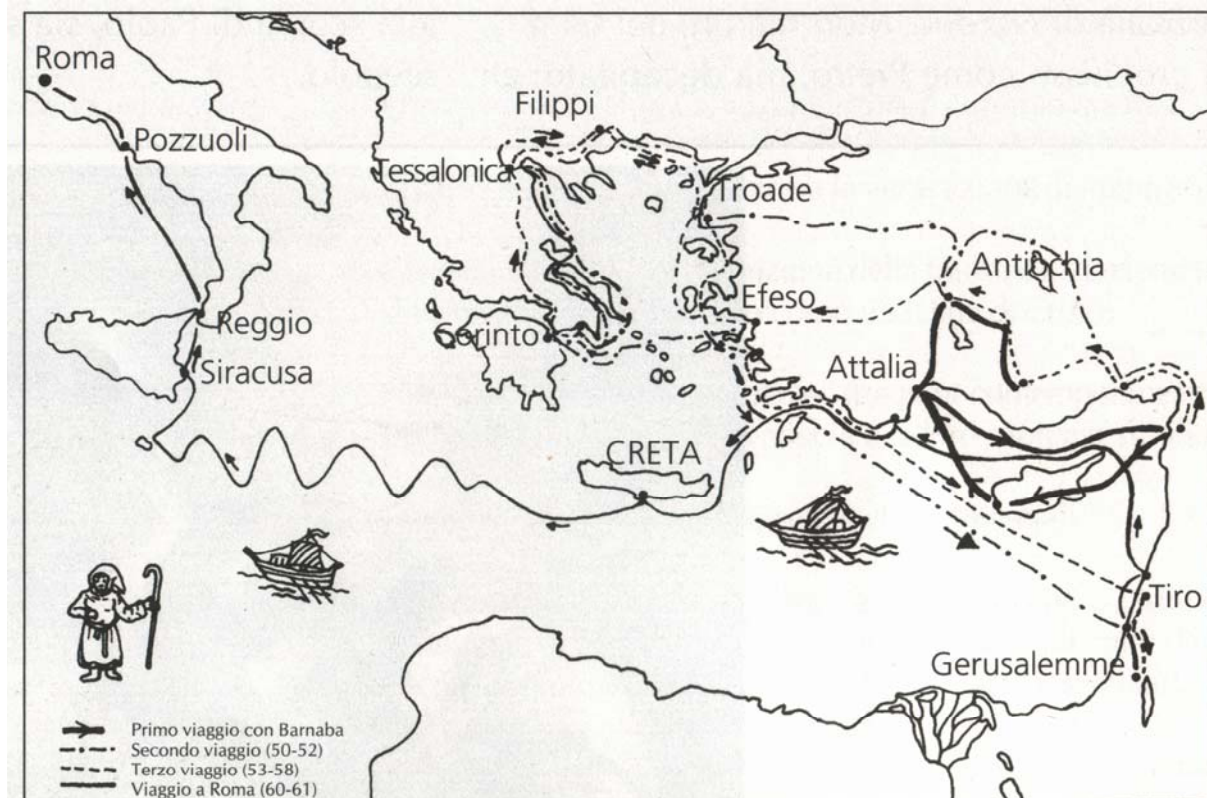 Roma
Pozzuoli
Filippi
Tessalonica
Troade
Antiochia
Efeso
Corinto
Reggio
Siracusa
Attalia
CRETA
Tiro
Gerusalemme
Primo viaggio con Barnaba
Secondo viaggio (50-52)
Terzo viaggio (53-58)
Viaggio a Roma (60-61)